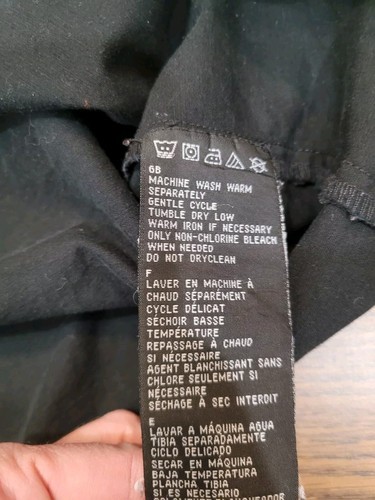 GB
MACHINE WASH WARM
SEPARATELY
GENTLE CYCLE
TUMBLE DRY LOW
WARM IRON IF NECESSARY
ONLY NON-CHLORINE BLEACH
WHEN NEEDED
DO NOT DRYCLEAN
F
LAVER EN MACHINE À
CHAUD SÉPARÉMENT
CYCLE DÉLICAT
SÉCHOIR BASSE
TEMPÉRATURE
REPASSAGE À CHAUD
SI NÉCESSAIRE
AGENT BLANCHISSANT SANS
CHLORE SEULEMENT SI
NÉCESSAIRE
SÉCHAGE À SEC INTERDIT
E
LAVAR A MÁQUINA AGUA
TIBIA SEPARADAMENTE
CICLO DELICADO
SECAR EN MÁQUINA
BAJA TEMPERATURA
PLANCHA TIBIA
SI ES NECESARIO